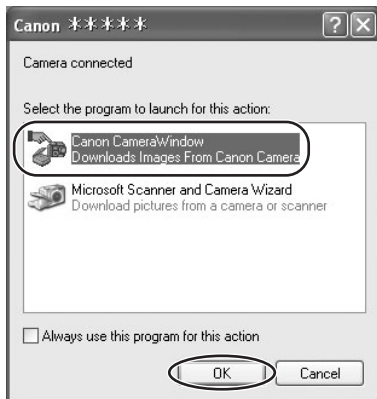 Canon *****
Camera connected
Select the program to launch for this action:
Canon CameraWindow
Downloads Images From Canon Camera
Microsoft Scanner and Camera Wizard
Download pictures from a camera or scanner
Always use this program for this action
OK
Cancel